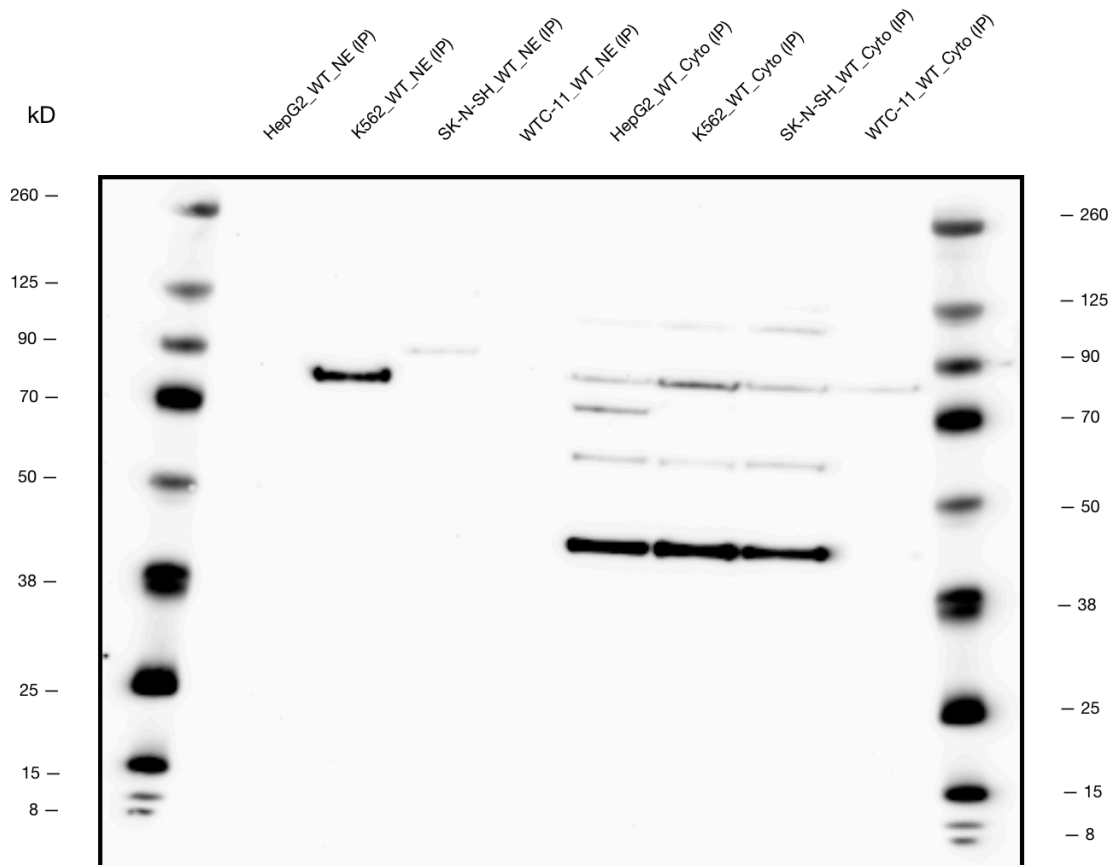 HepG2_WT_NE (IP)
K562_WT_NE (IP)
SK-N-SH_WT_NE (IP)
WTC-11_WT_NE (IP)
HepG2_WT_Cyto (IP)
K562_WT_Cyto (IP)
SK-N-SH_WT_Cyto (IP)
WTC-11_WT_Cyto (IP)
kD
260 –
125 –
90 –
70 –
50 –
38 –
25 –
15 –
8 –
– 260
– 125
– 90
– 70
– 50
– 38
– 25
– 15
– 8